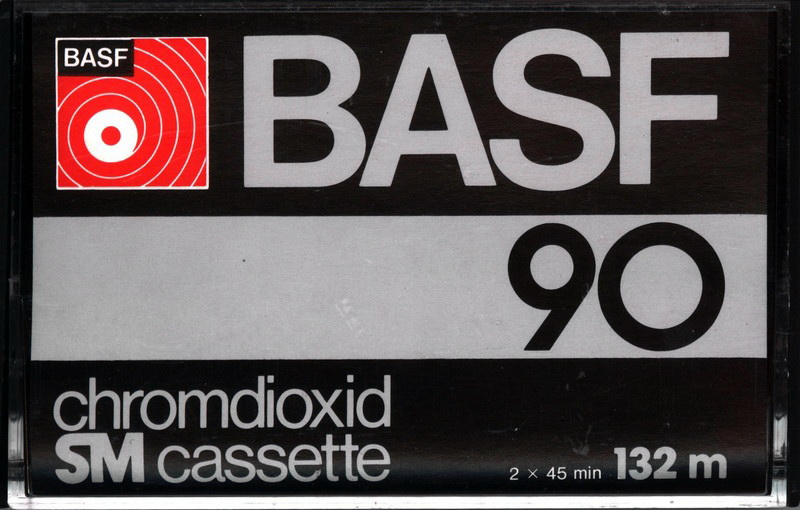 BASF
BASF
90
chromdioxid
SM cassette
2 × 45 min 132 m